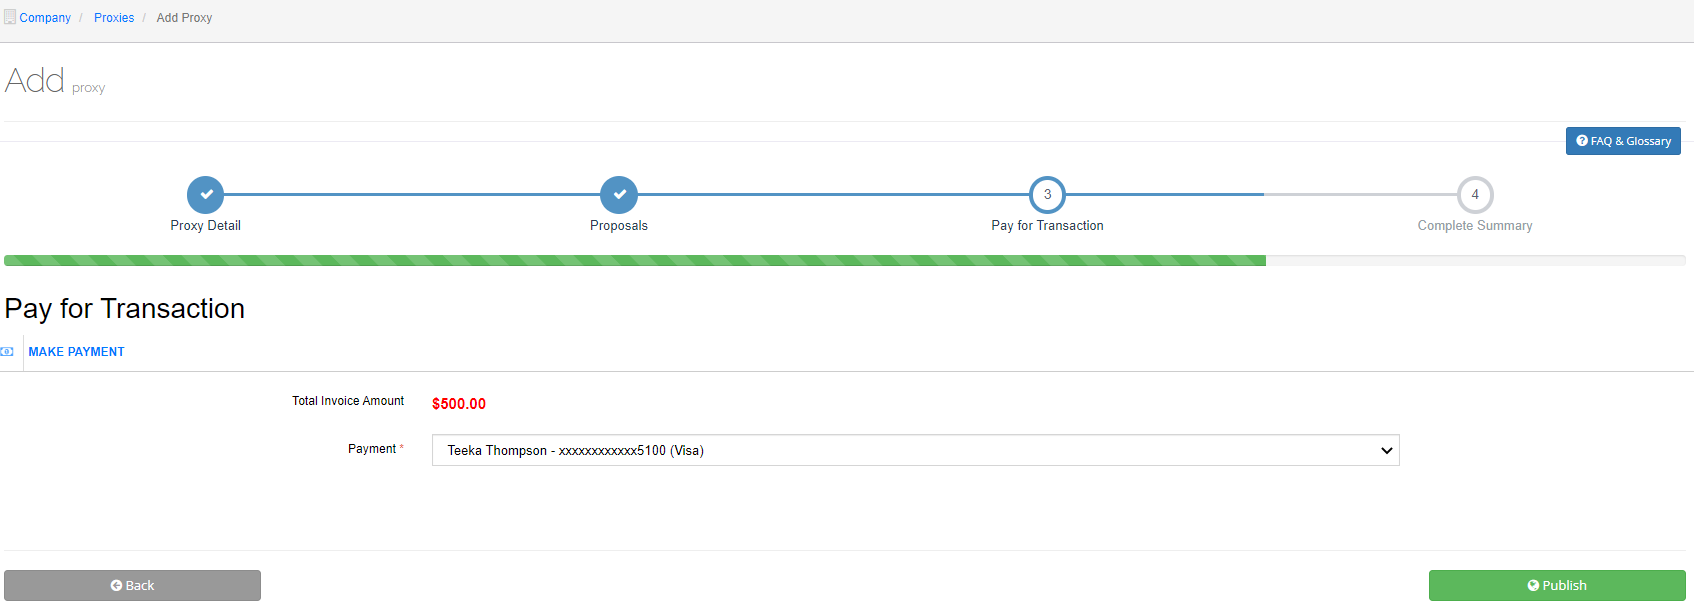 Company / Proxies / Add Proxy
Add proxy
FAQ & Glossary
3 4
Proxy Detail Proposals Pay for Transaction Complete Summary
Pay for Transaction
MAKE PAYMENT
Total Invoice Amount $500.00
Payment * Teeka Thompson - xxxxxxxxxxxx5100 (Visa)
Back Publish